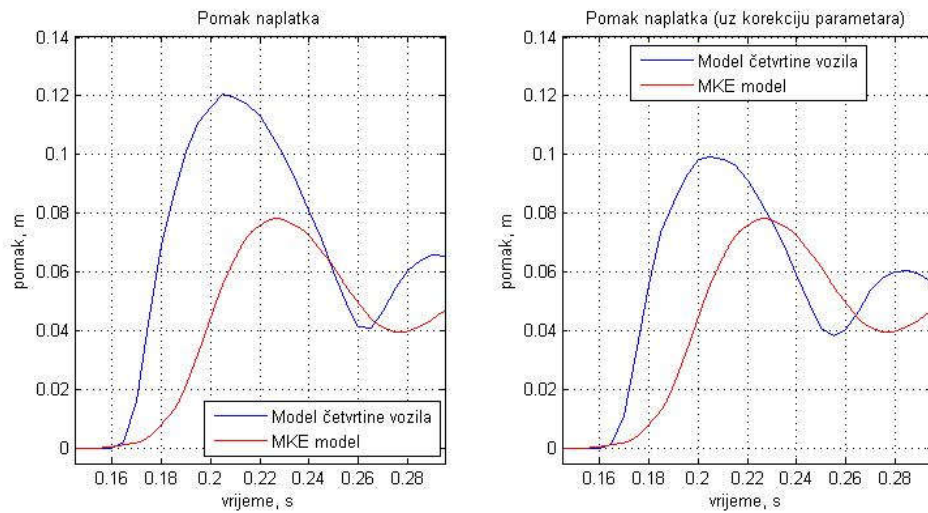 Pomak naplatka
0.14
0.12
0.1
0.08
0.06
0.04
0.02
0
pomak, m
0.16 0.18 0.2 0.22 0.24 0.26 0.28
vrijeme, s
Model četvrtine vozila
MKE model
Pomak naplatka (uz korekciju parametara)
0.14
0.12
0.1
0.08
0.06
0.04
0.02
0
pomak, m
0.16 0.18 0.2 0.22 0.24 0.26 0.28
vrijeme, s
Model četvrtine vozila
MKE model